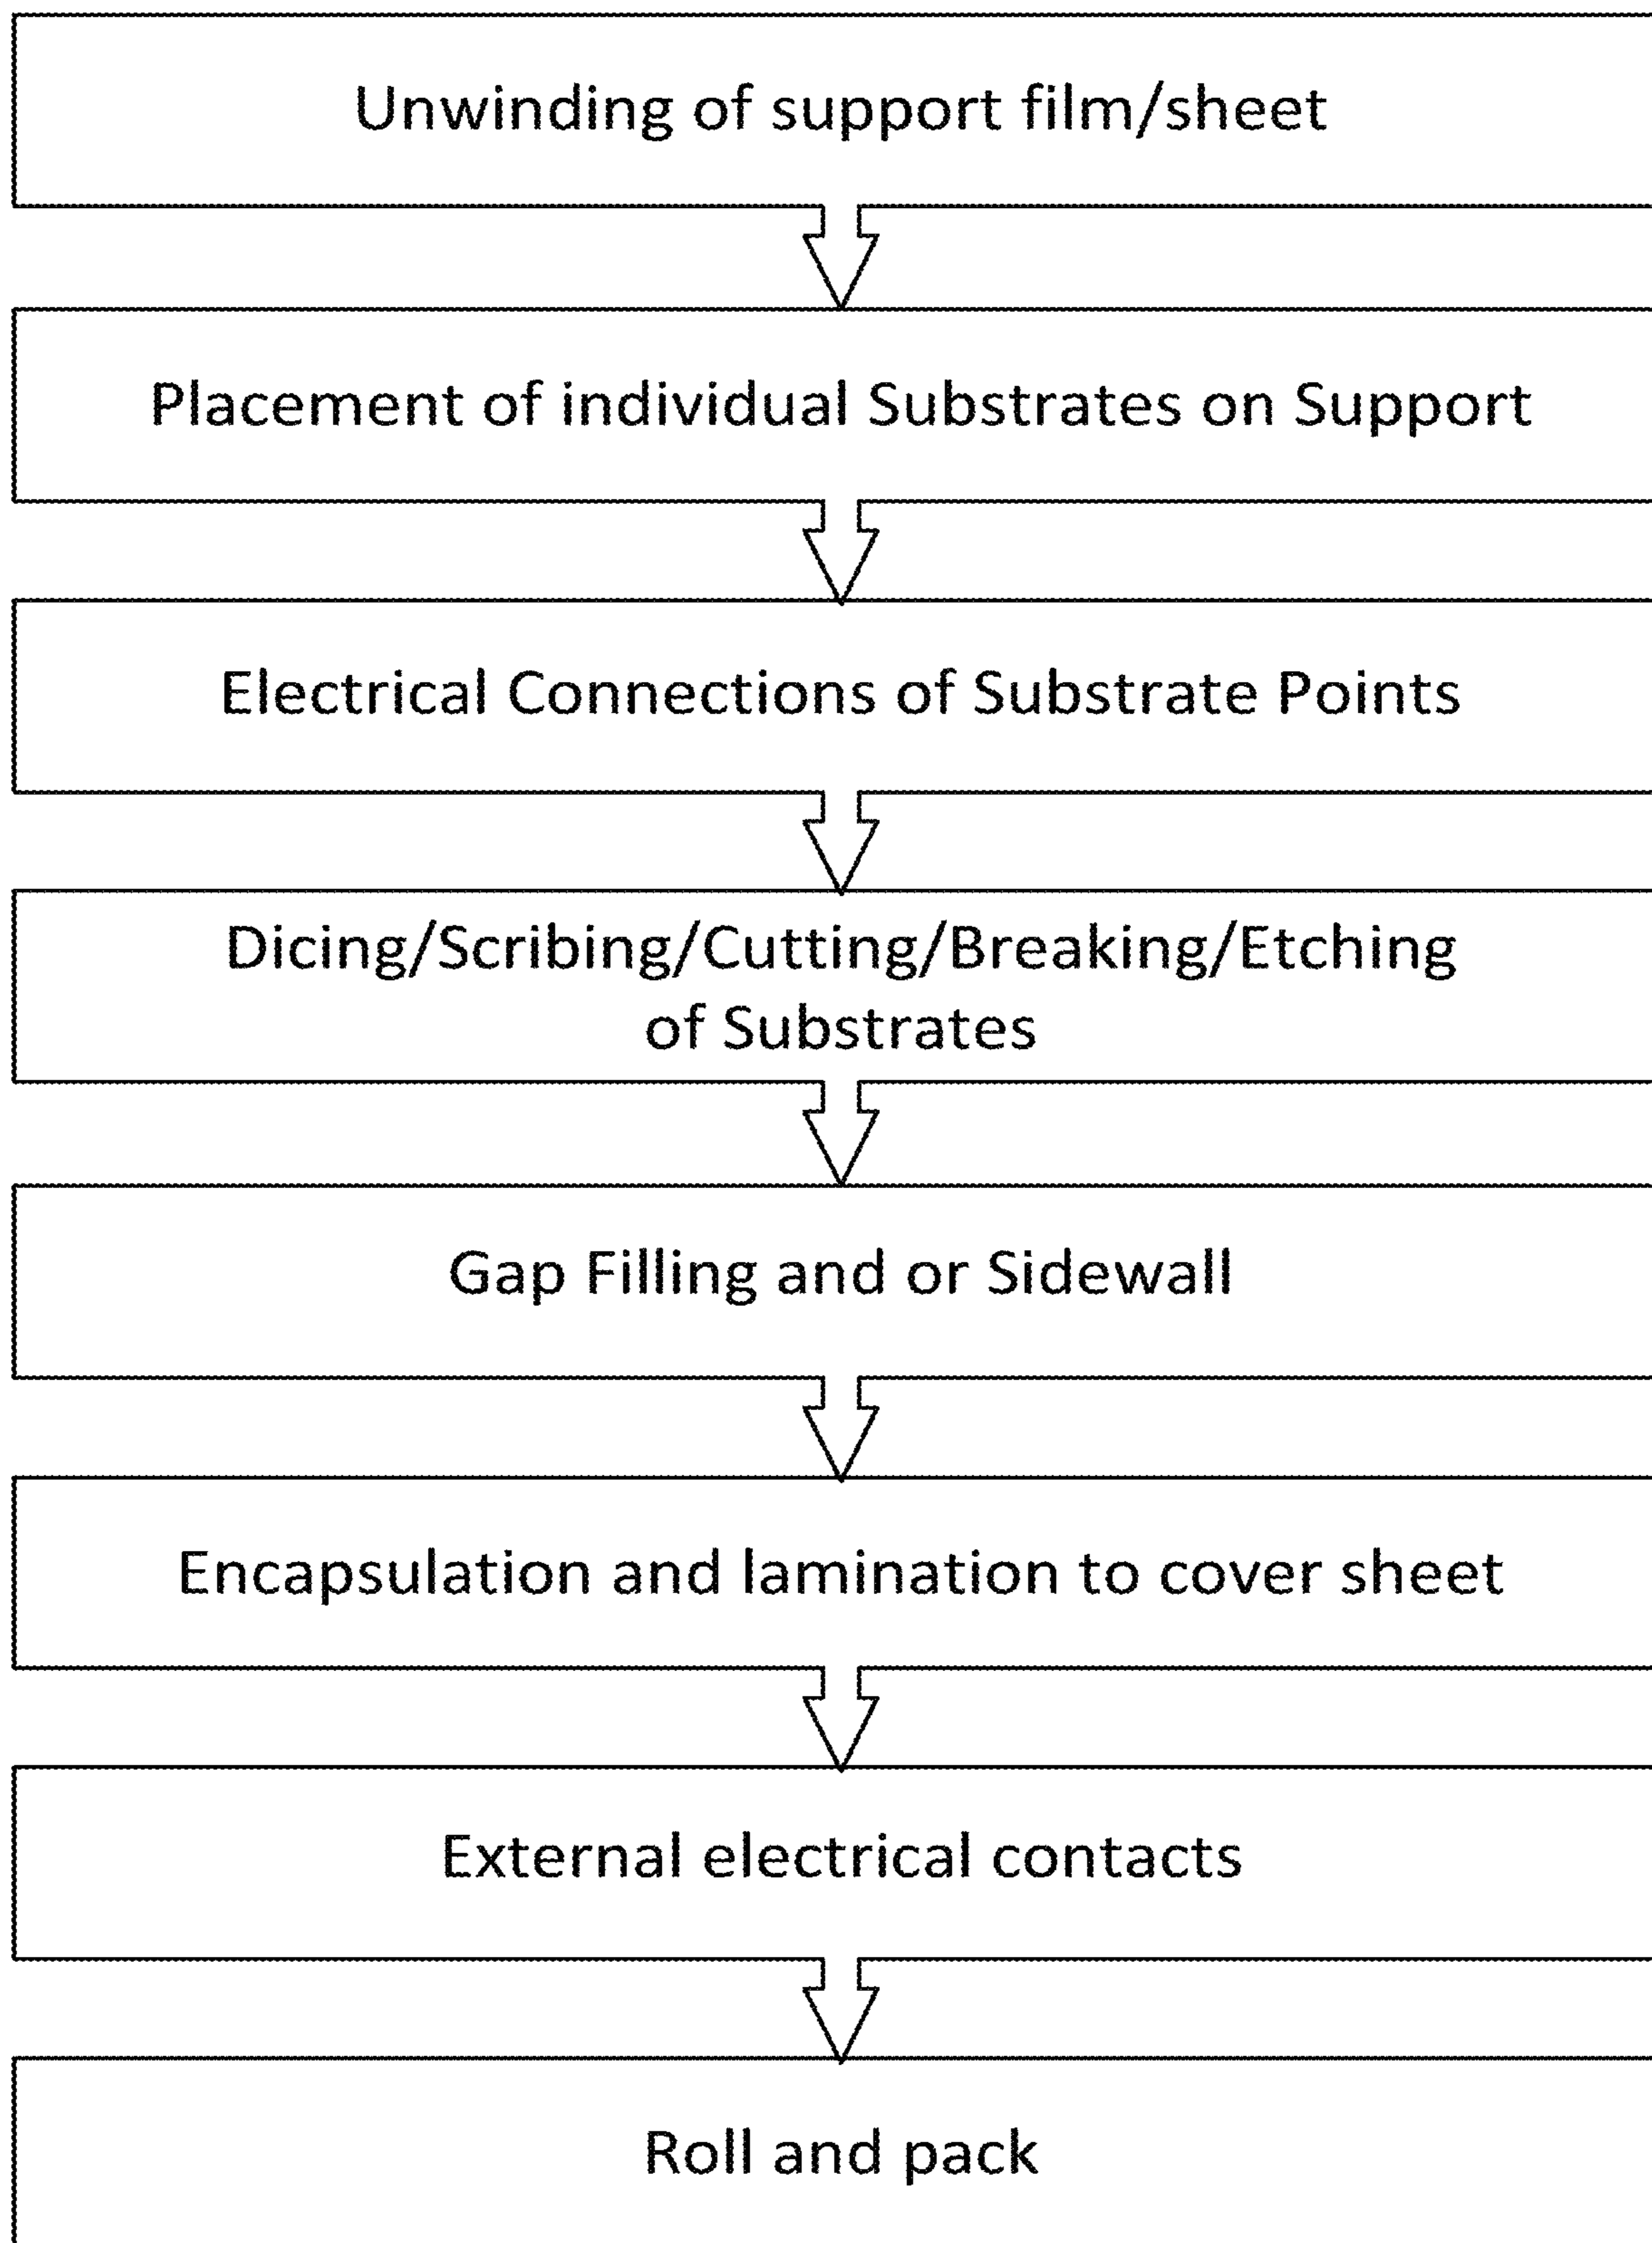 Unwinding of support film/sheet
Placement of individual Substrates on Support
Electrical Connections of Substrate Points
Dicing/Scribing/Cutting/Breaking/Etching
of Substrates
Gap Filling and or Sidewall
Encapsulation and lamination to cover sheet
External electrical contacts
Roll and pack